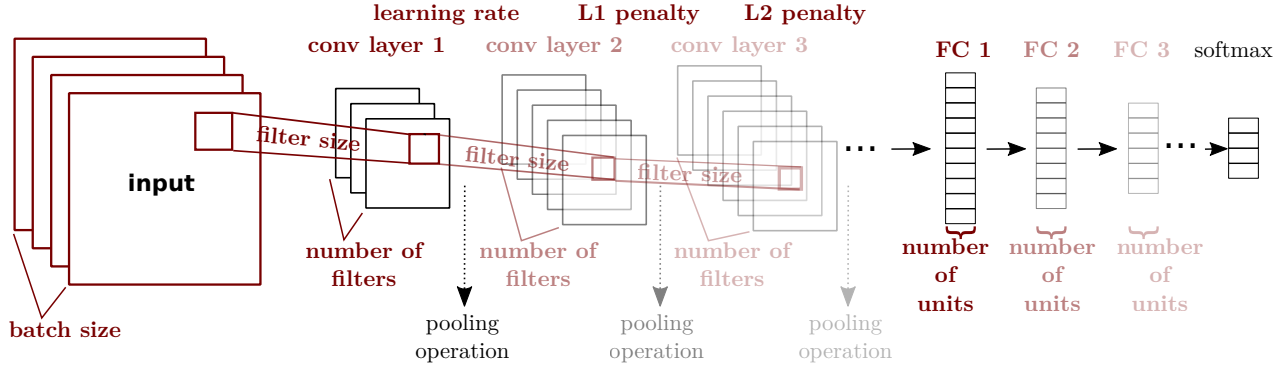 learning rate
L1 penalty
L2 penalty
conv layer 1
conv layer 2
conv layer 3
FC 1
FC 2
FC 3
softmax
filter size
filter size
filter size
...
...
input
number of
filters
number of
filters
number of
filters
number
of
units
number
of
units
number
of
units
batch size
pooling
operation
pooling
operation
pooling
operation